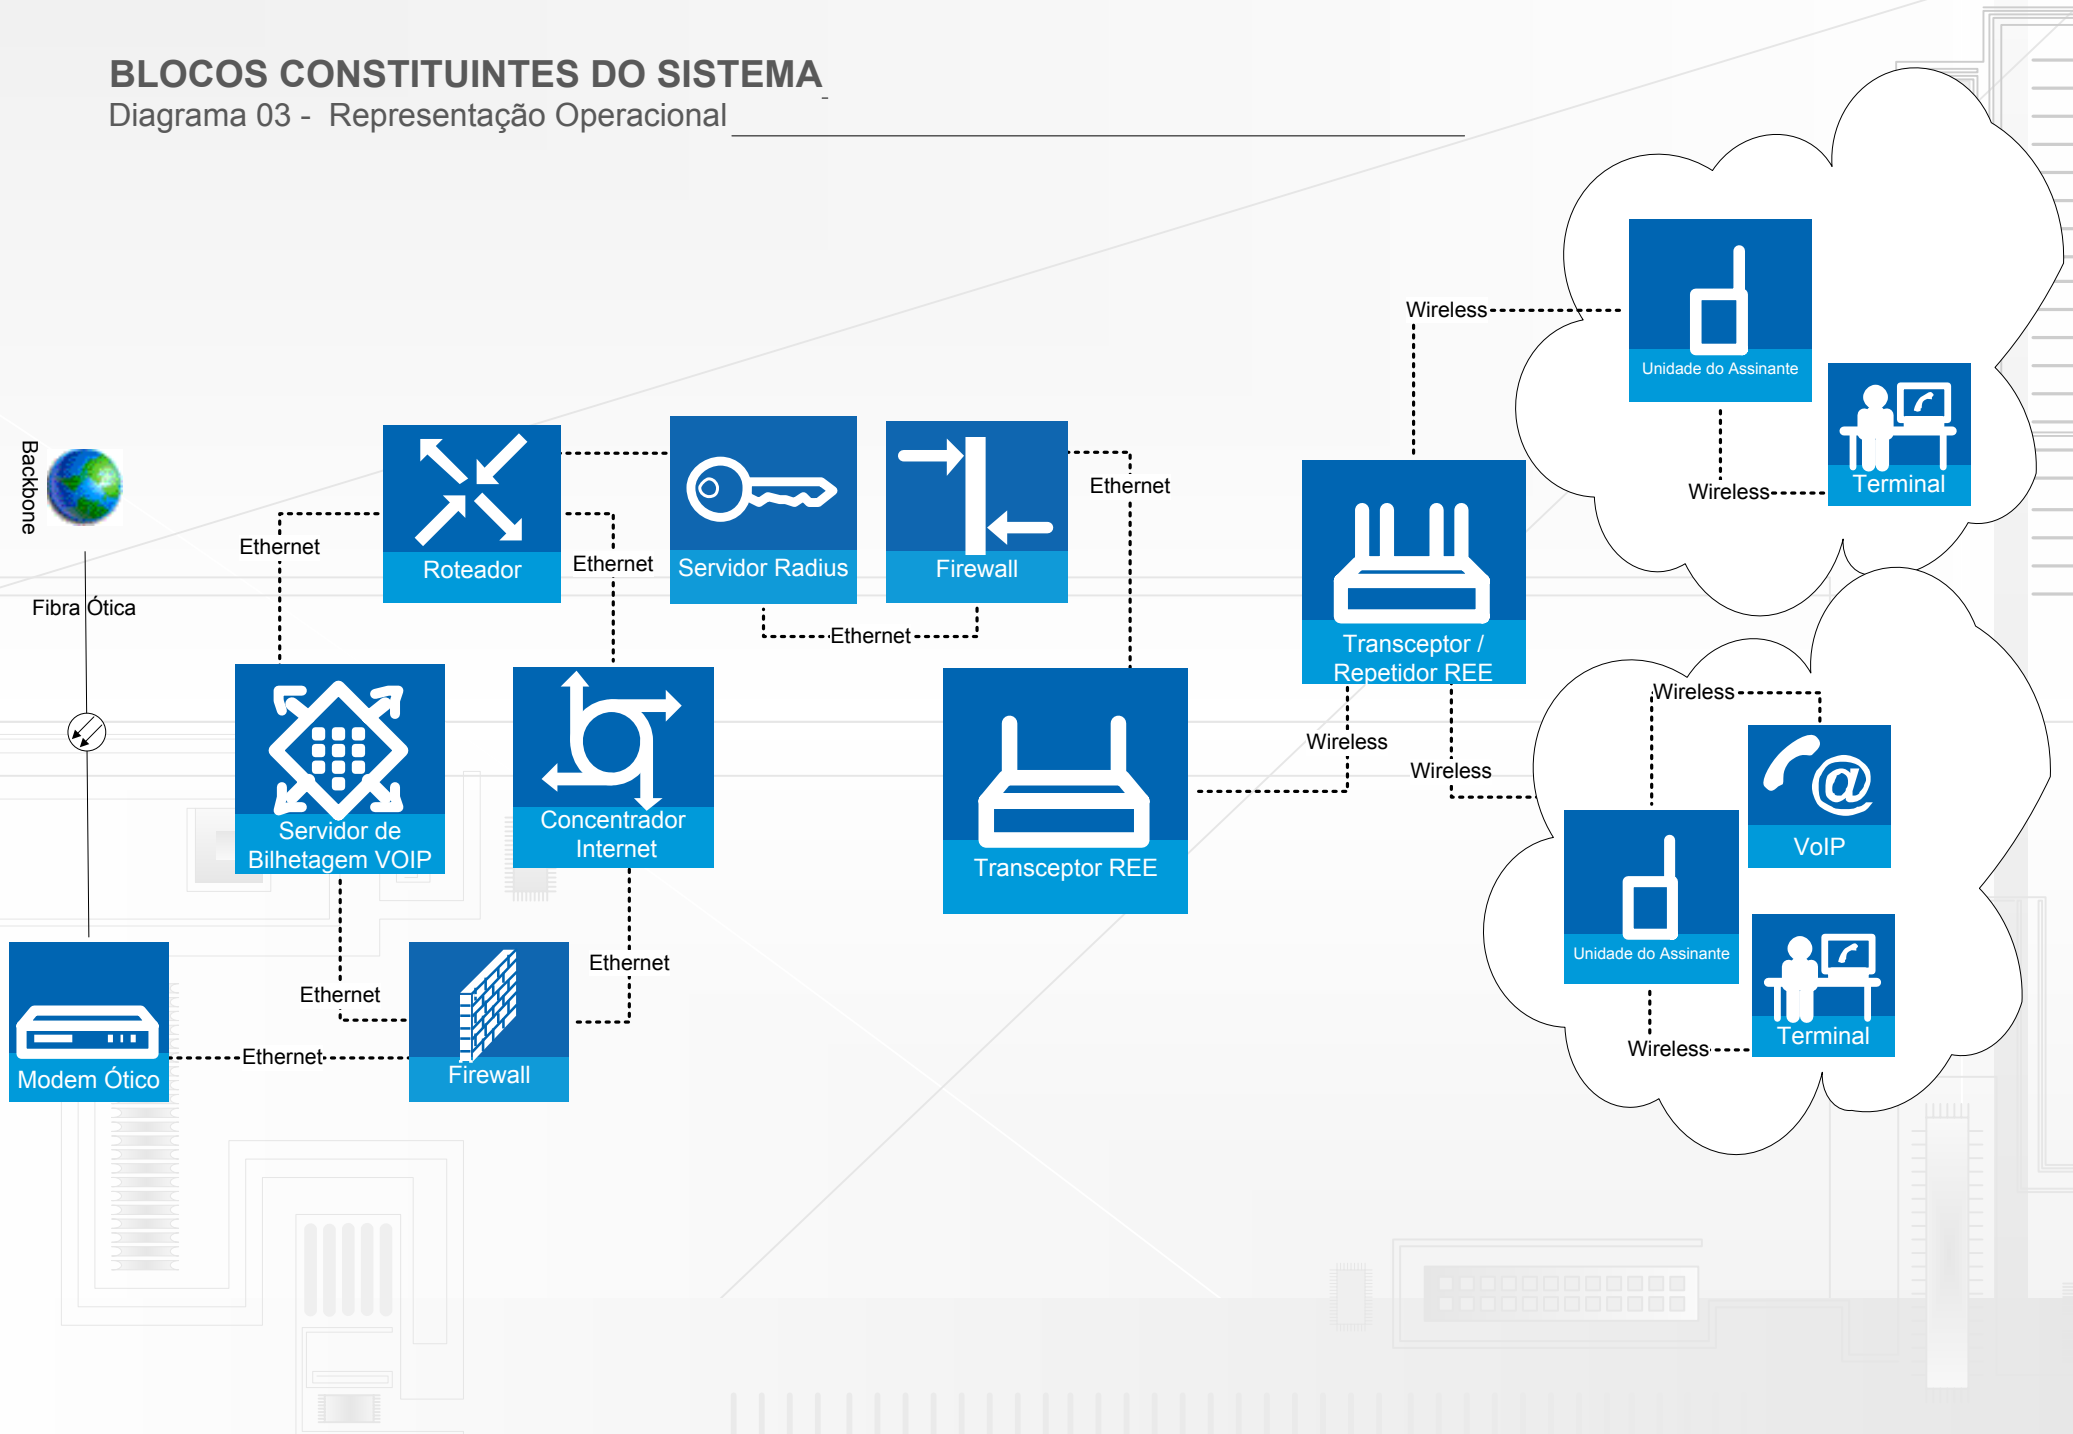 BLOCOS CONSTITUINTES DO SISTEMA
Diagrama 03 - Representação Operacional
Wireless
Unidade do Assinante
Wireless
Terminal
Backbone
Fibra Ótica
Ethernet
Roteador
Ethernet
Servidor Radius
Firewall
Ethernet
Ethernet
Transceptor /
Repetidor REE
Wireless
Wireless
Wireless
VoIP
Servidor de
Bilhetagem VOIP
Concentrador
Internet
Transceptor REE
Unidade do Assinante
Terminal
Wireless
Ethernet
Ethernet
Ethernet
Modem Ótico
Firewall